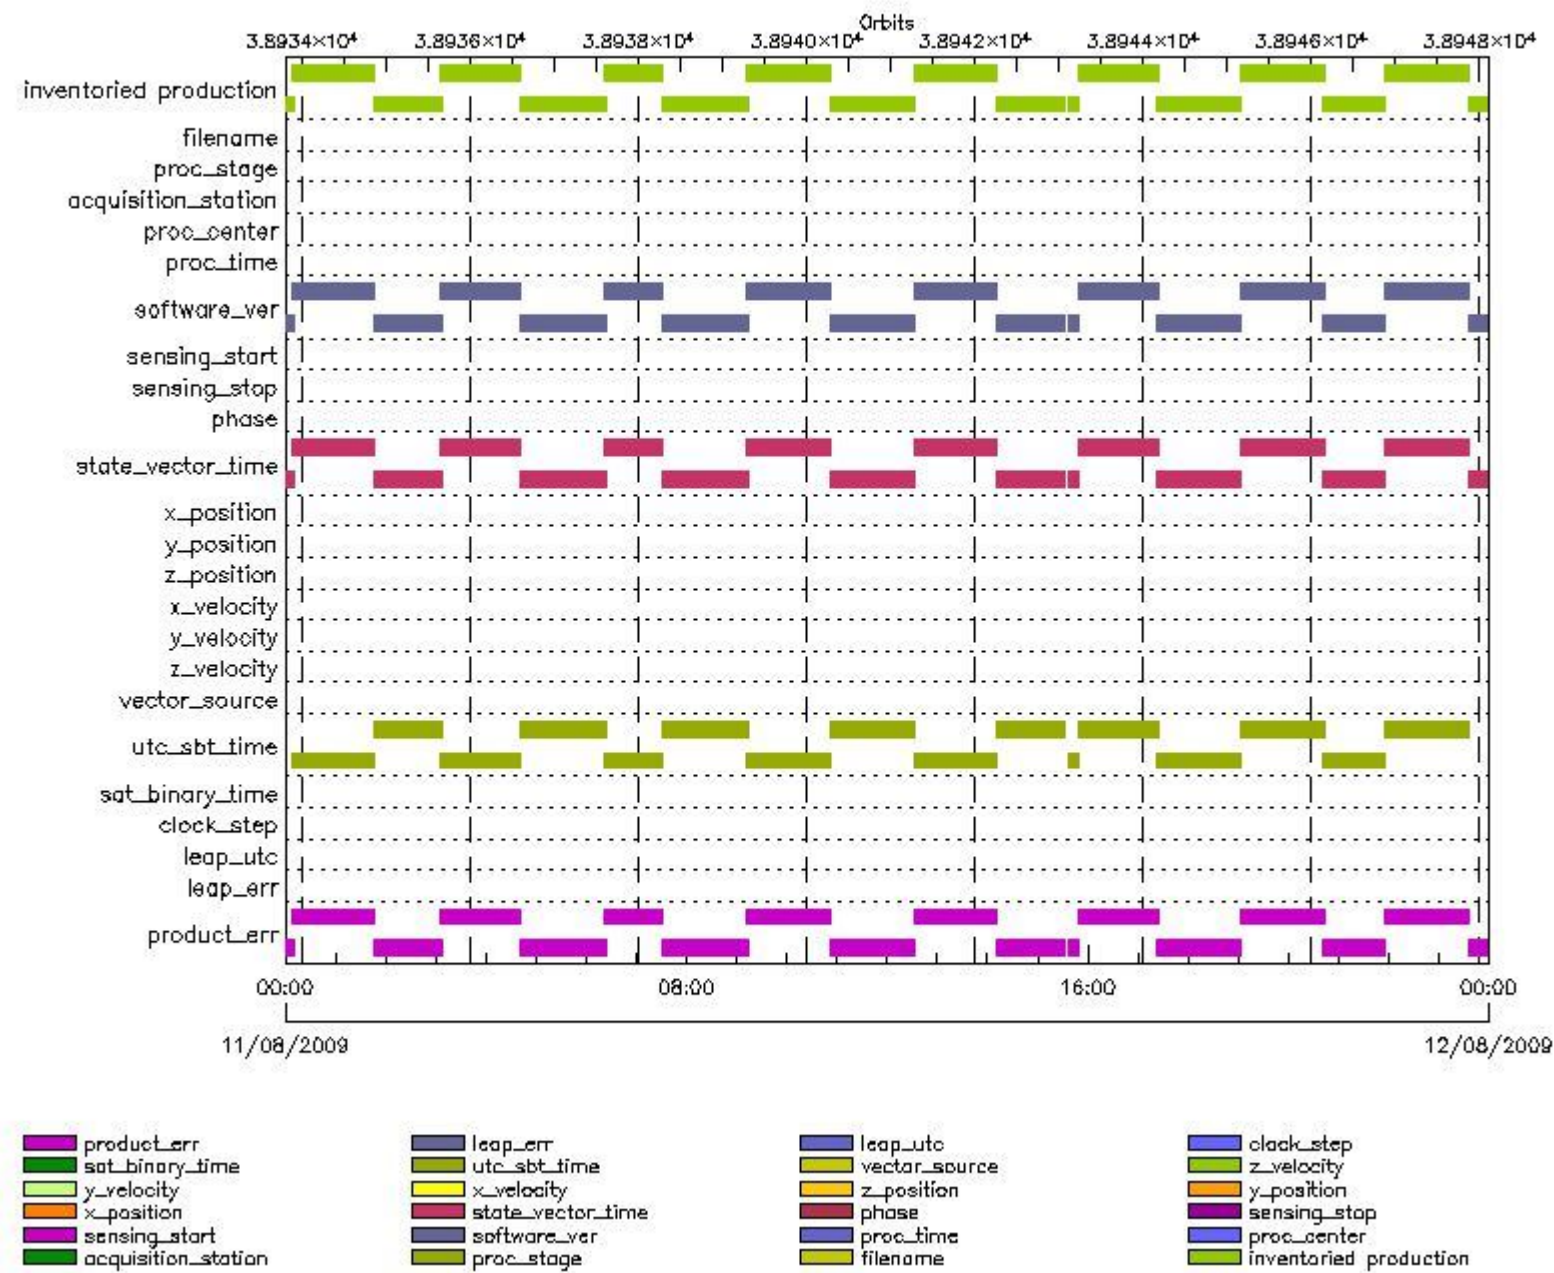 Orbits
3.8934×10⁴ 3.8936×10⁴ 3.8938×10⁴ 3.8940×10⁴ 3.8942×10⁴ 3.8944×10⁴ 3.8946×10⁴ 3.8948×10⁴
inventoried production
filename
proc_stage
acquisition_station
proc_center
proc_time
software_ver
sensing_start
sensing_stop
phase
state_vector_time
x_position
y_position
z_position
x_velocity
y_velocity
z_velocity
vector_source
utc_sbt_time
sat_binary_time
clock_step
leap_utc
leap_err
product_err
00:00 08:00 16:00 00:00
11/08/2009 12/08/2009
product_err leap_err leap_utc clock_step
sat_binary_time utc_sbt_time vector_source z_velocity
y_velocity x_velocity z_position y_position
x_position state_vector_time phase sensing_stop
sensing_start software_ver proc_time proc_center
acquisition_station proc_stage filename inventoried production